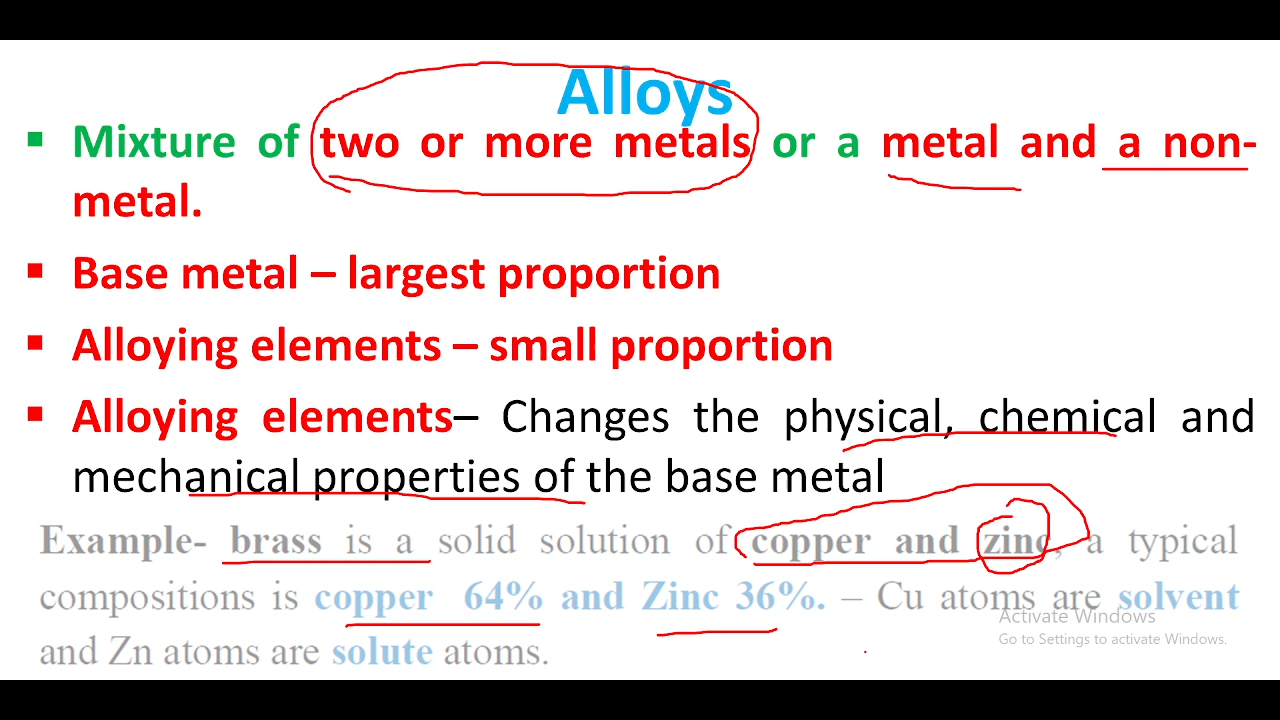 Alloys
▪ Mixture of two or more metals or a metal and a non-
metal.
▪ Base metal – largest proportion
▪ Alloying elements – small proportion
▪ Alloying elements– Changes the physical, chemical and
mechanical properties of the base metal
Example- brass is a solid solution of copper and zinc, a typical
compositions is copper 64% and Zinc 36%. – Cu atoms are solvent
and Zn atoms are solute atoms.
Activate Windows
Go to Settings to activate Windows.